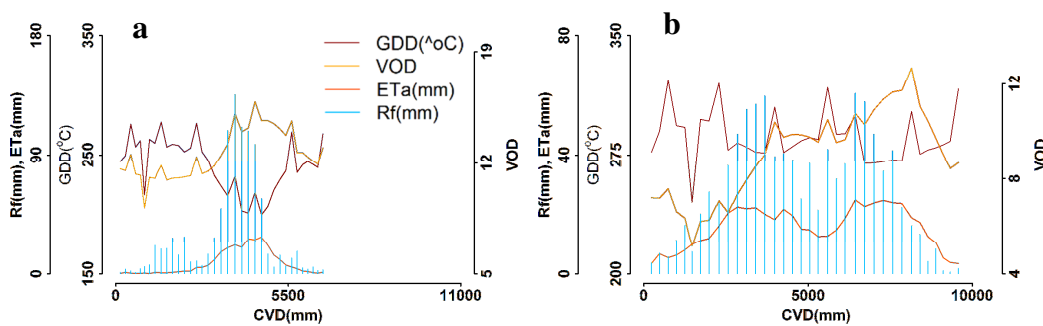 a
180
90
0
Rf(mm), ETa(mm)
350
250
150
GDD(°C)
GDD(^oC)
VOD
ETa(mm)
Rf(mm)
19
12
5
VOD
0
5500
11000
CVD(mm)
b
80
40
0
Rf(mm), ETa(mm)
350
275
200
GDD(°C)
12
8
4
VOD
0
5000
10000
CVD(mm)